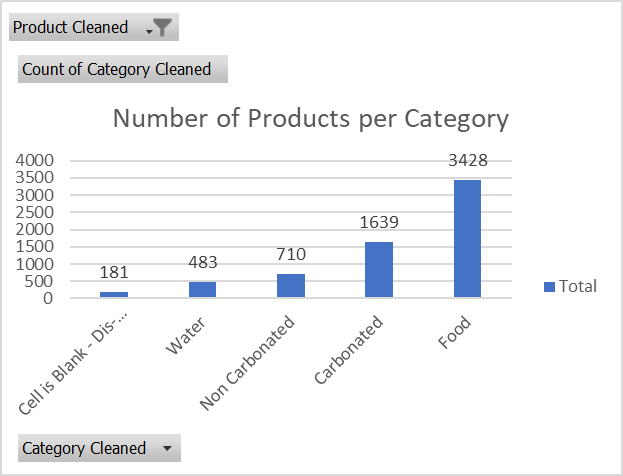 Product Cleaned
Count of Category Cleaned
Number of Products per Category
4000
3500
3000
2500
2000
1500
1000
500
0
181
483
710
1639
3428
Cell is Blank - Dis-...
Water
Non Carbonated
Carbonated
Food
Total
Category Cleaned